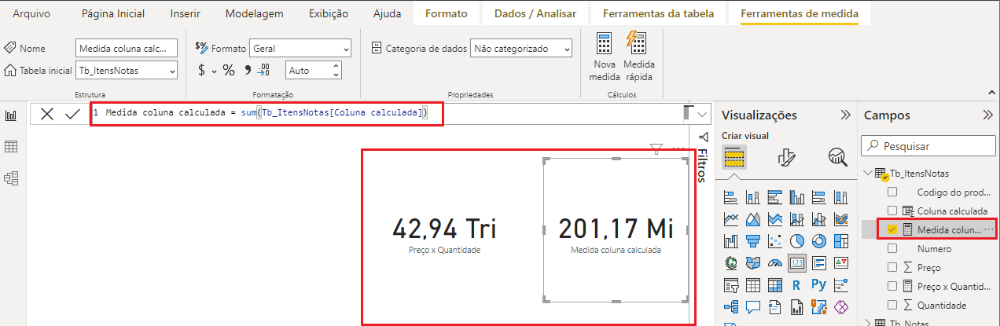 Arquivo Página Inicial Inserir Modelagem Exibição Ajuda Formato Dados / Analisar Ferramentas da tabela Ferramentas de medida
Nome Medida coluna calc...
Tabela inicial Tb_ItensNotas
Estrutura
$% Formato Geral
$ % , .00 Auto
Formatação
Categoria de dados Não categorizado
Propriedades
Nova medida
Medida rápida
Cálculos
1 Medida coluna calculada = sum(Tb_ItensNotas[Coluna calculada])
42,94 Tri
Preço x Quantidade
201,17 Mi
Medida coluna calculada
Filtros
Visualizações
Criar visual
123
R Py
Campos
Pesquisar
Tb_ItensNotas
Codigo do prod...
Coluna calculada
Medida colun...
Numero
Preço
Preço x Quantid...
Quantidade
Tb_Notas